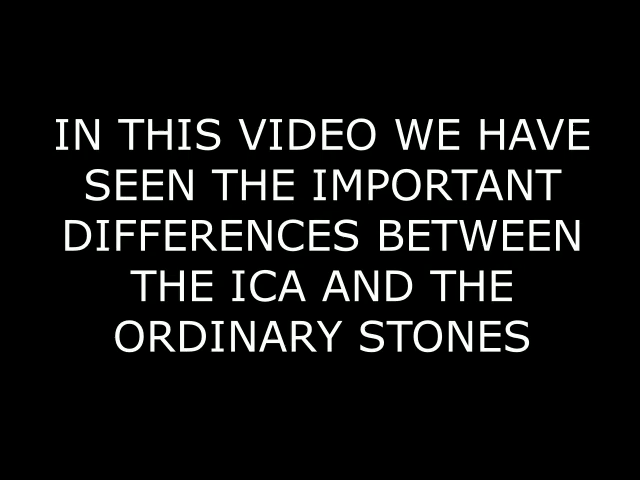 IN THIS VIDEO WE HAVE
SEEN THE IMPORTANT
DIFFERENCES BETWEEN
THE ICA AND THE
ORDINARY STONES